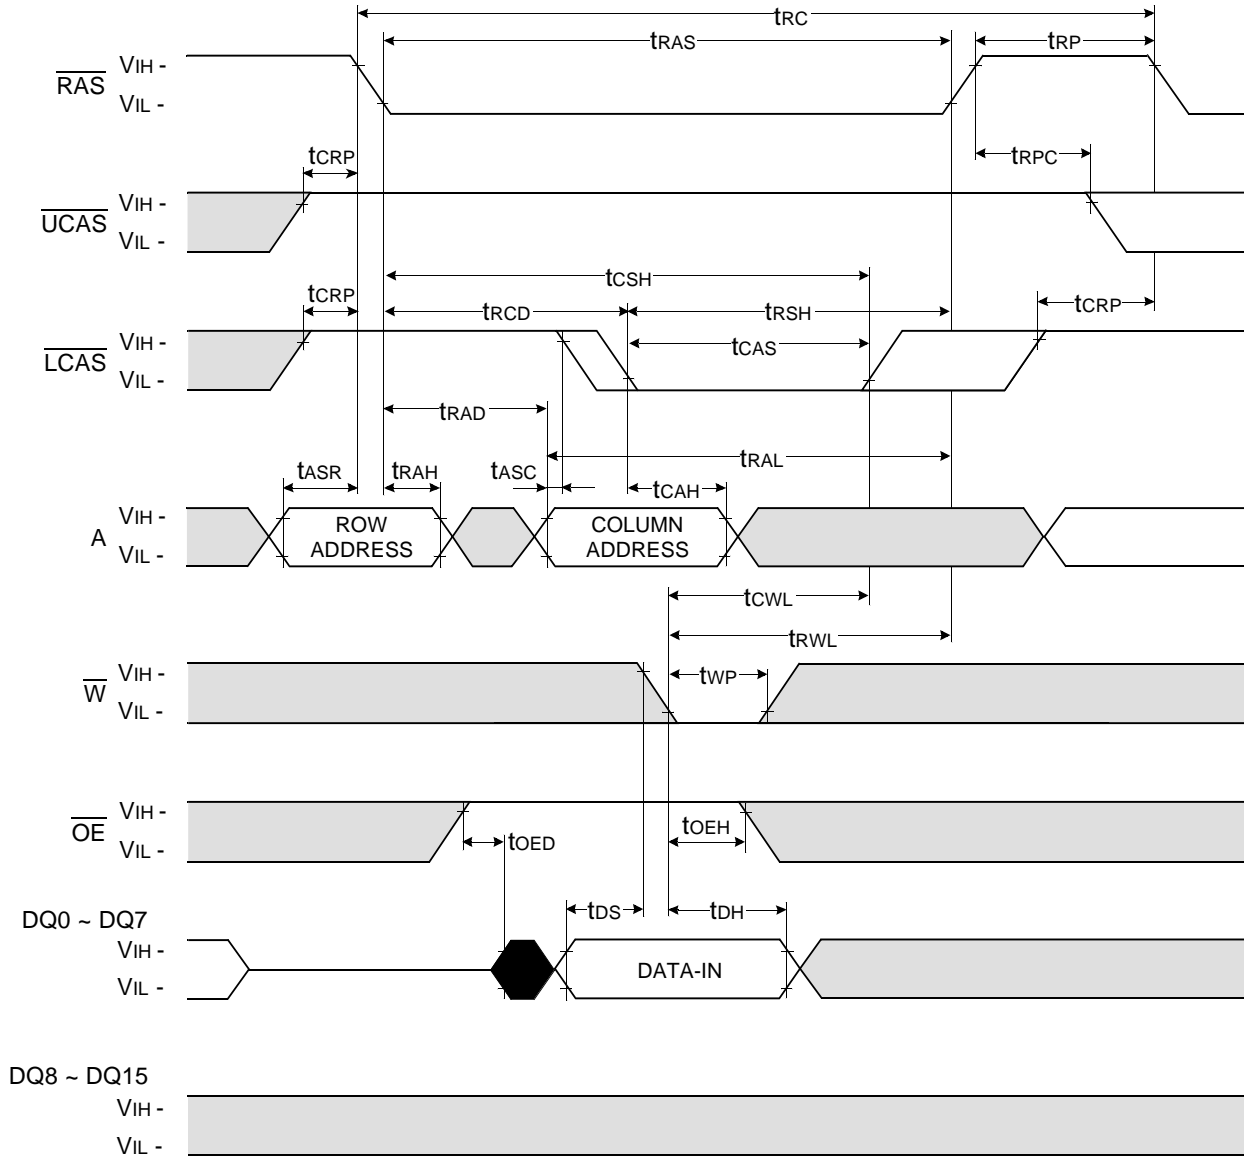 tRC
tRAS
tRP
RAS
VIH -
VIL -
tCRP
tRPC
UCAS
VIH -
VIL -
tCSH
tCRP
tRCD
tRSH
tCRP
LCAS
VIH -
VIL -
tCAS
tRAD
tRAL
tASR
tRAH
tASC
tCAH
A
VIH -
VIL -
ROW
ADDRESS
COLUMN
ADDRESS
tCWL
tRWL
W
VIH -
VIL -
tWP
OE
VIH -
VIL -
tOED
tOEH
DQ0 ~ DQ7
VIH -
VIL -
tDS
tDH
DATA-IN
DQ8 ~ DQ15
VIH -
VIL -